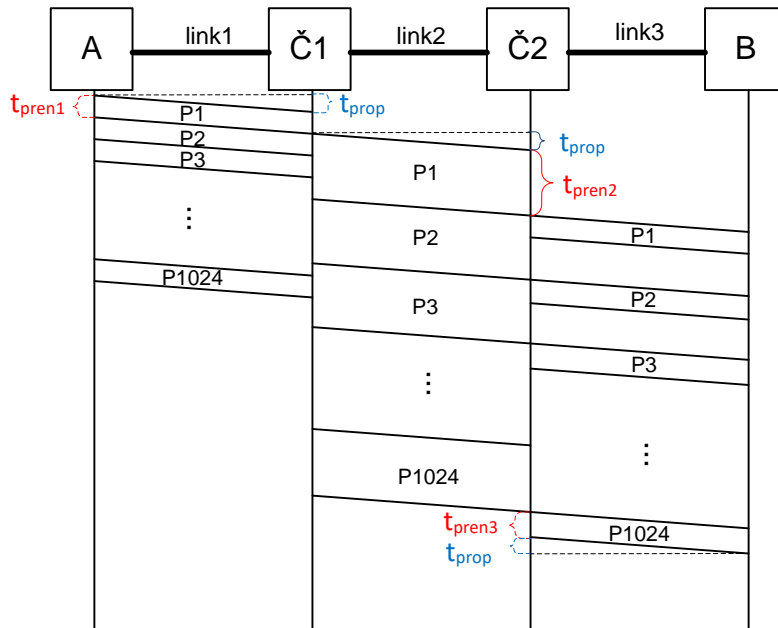 A link1 Č1 link2 Č2 link3 B
tpren1 P1 tprop
P2 tprop
P3 P1 tpren2
⋮ P2 P1
P1024 P2
P3
P3
⋮
⋮
P1024
tpren3 P1024
tprop